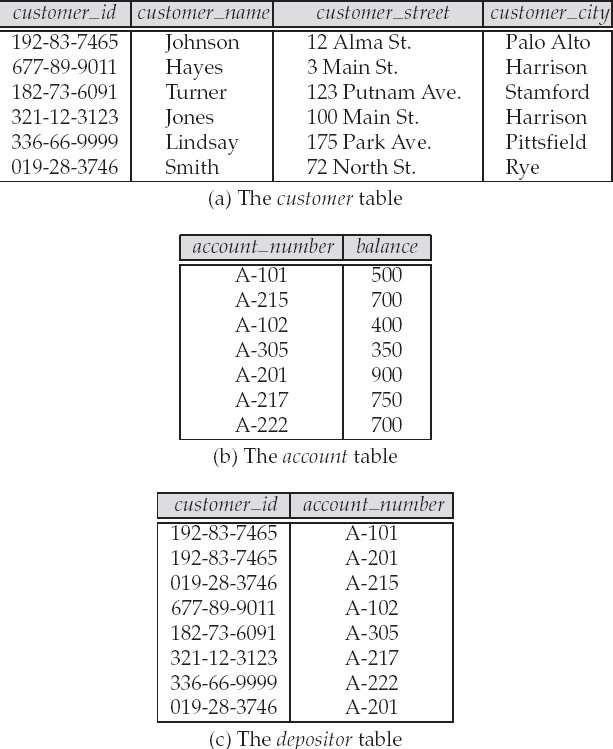 customer_id customer_name customer_street customer_city
192-83-7465 Johnson 12 Alma St. Palo Alto
677-89-9011 Hayes 3 Main St. Harrison
182-73-6091 Turner 123 Putnam Ave. Stamford
321-12-3123 Jones 100 Main St. Harrison
336-66-9999 Lindsay 175 Park Ave. Pittsfield
019-28-3746 Smith 72 North St. Rye
(a) The customer table
account_number balance
A-101 500
A-215 700
A-102 400
A-305 350
A-201 900
A-217 750
A-222 700
(b) The account table
customer_id account_number
192-83-7465 A-101
192-83-7465 A-201
019-28-3746 A-215
677-89-9011 A-102
182-73-6091 A-305
321-12-3123 A-217
336-66-9999 A-222
019-28-3746 A-201
(c) The depositor table